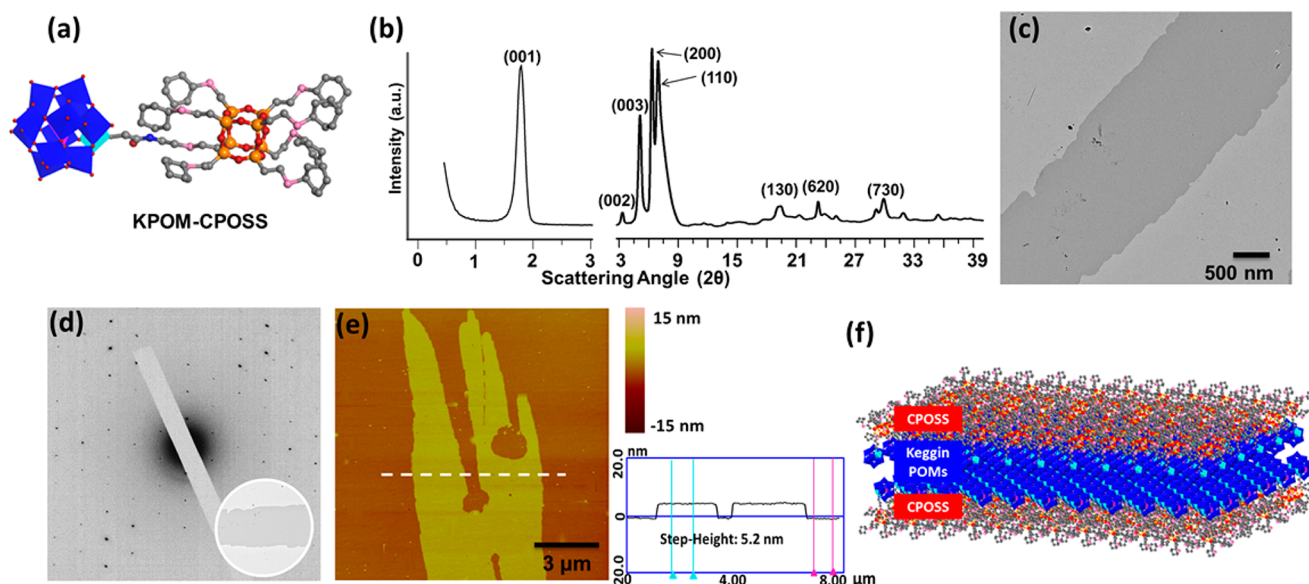 (a)
KPOM-CPOSS
(b)
Intensity (a.u.)
(001)
(002)
(003)
(200)
(110)
(130)
(620)
(730)
0 1 2 3 3 9 15 21 27 33 39
Scattering Angle (2θ)
(c)
500 nm
(d)
(e)
3 μm
15 nm
-15 nm
nm
20.0
0
20.0
Step-Height: 5.2 nm
20 4.00 8.00 μm
(f)
CPOSS
Keggin
POMs
CPOSS